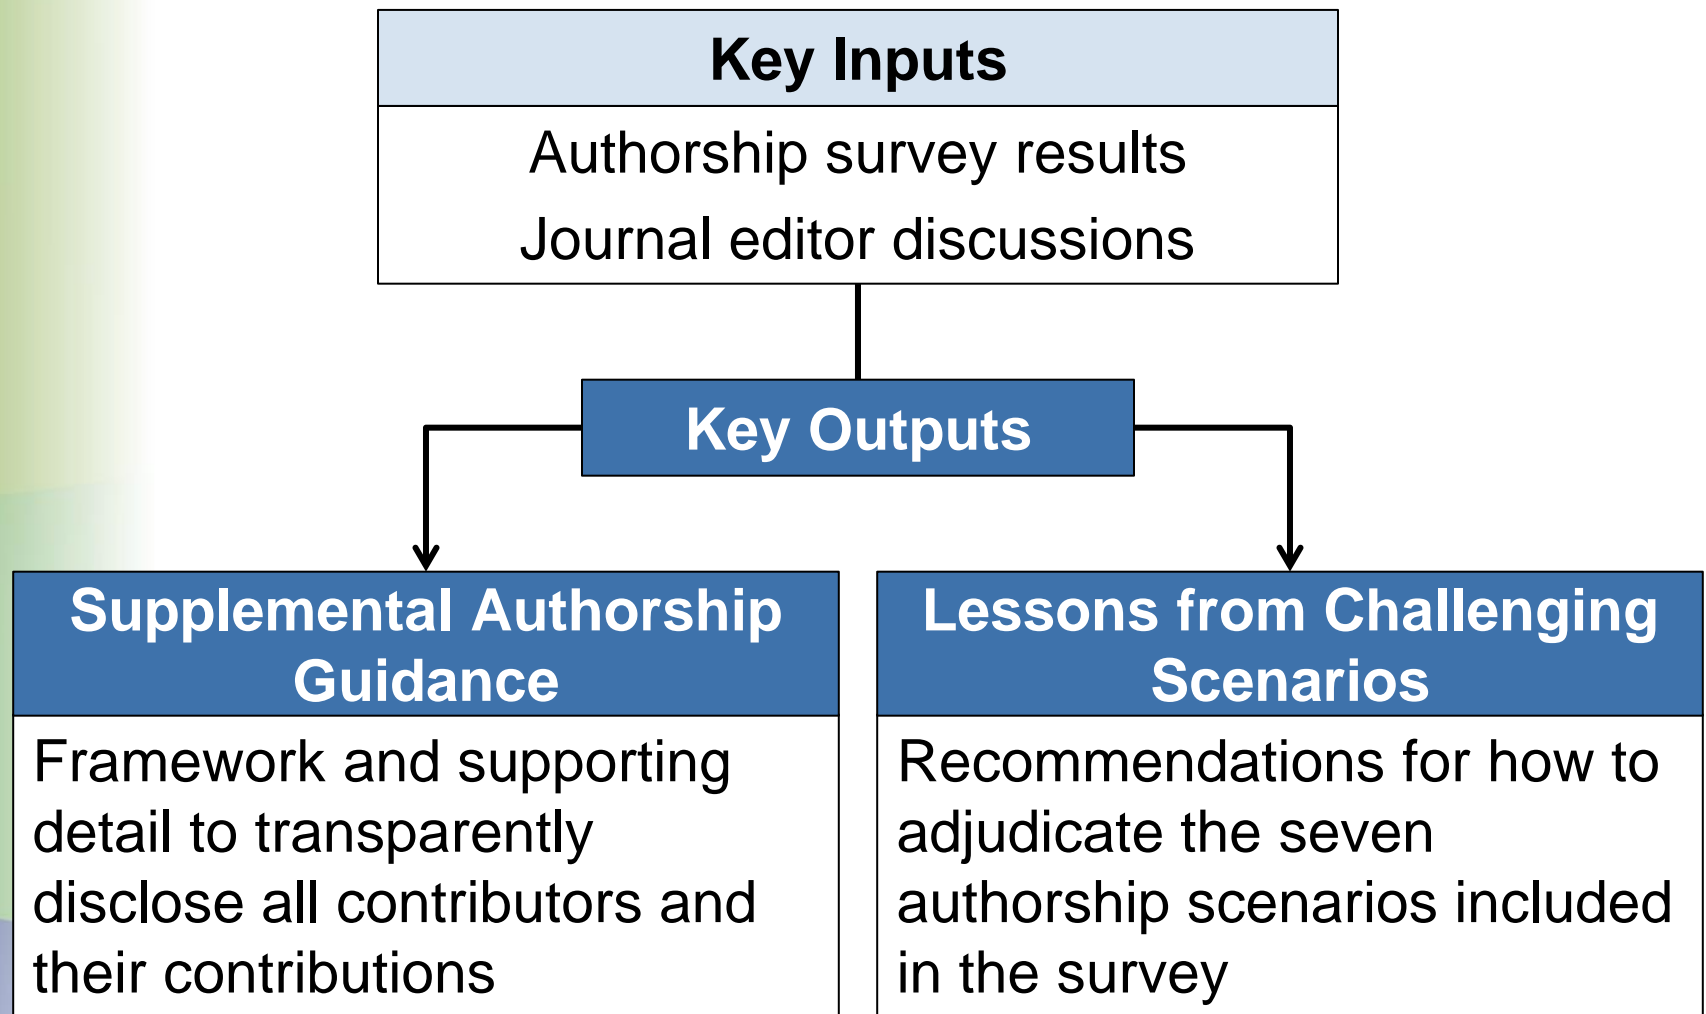 Key Inputs
Authorship survey results
Journal editor discussions
Key Outputs
Supplemental Authorship
Guidance
Framework and supporting
detail to transparently
disclose all contributors and
their contributions
Lessons from Challenging
Scenarios
Recommendations for how to
adjudicate the seven
authorship scenarios included
in the survey